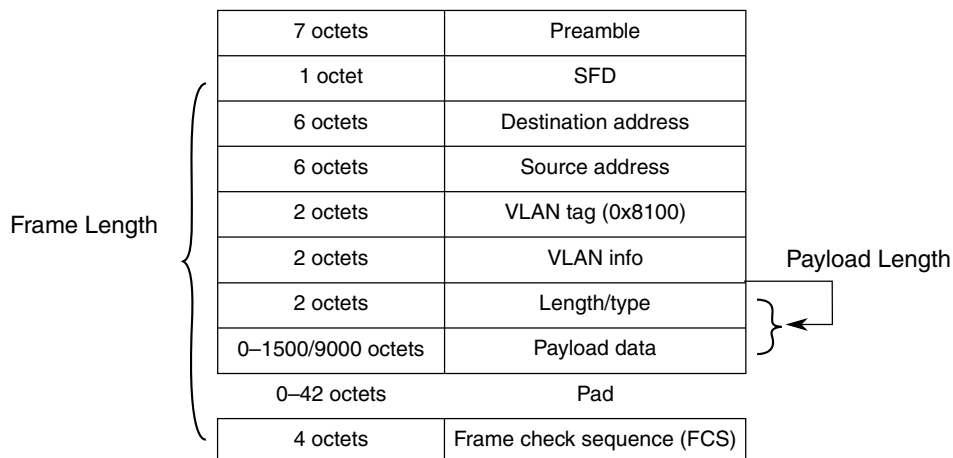 7 octets Preamble
1 octet SFD
6 octets Destination address
6 octets Source address
Frame Length
2 octets VLAN tag (0x8100)
2 octets VLAN info
Payload Length
2 octets Length/type
0–1500/9000 octets Payload data
0–42 octets Pad
4 octets Frame check sequence (FCS)